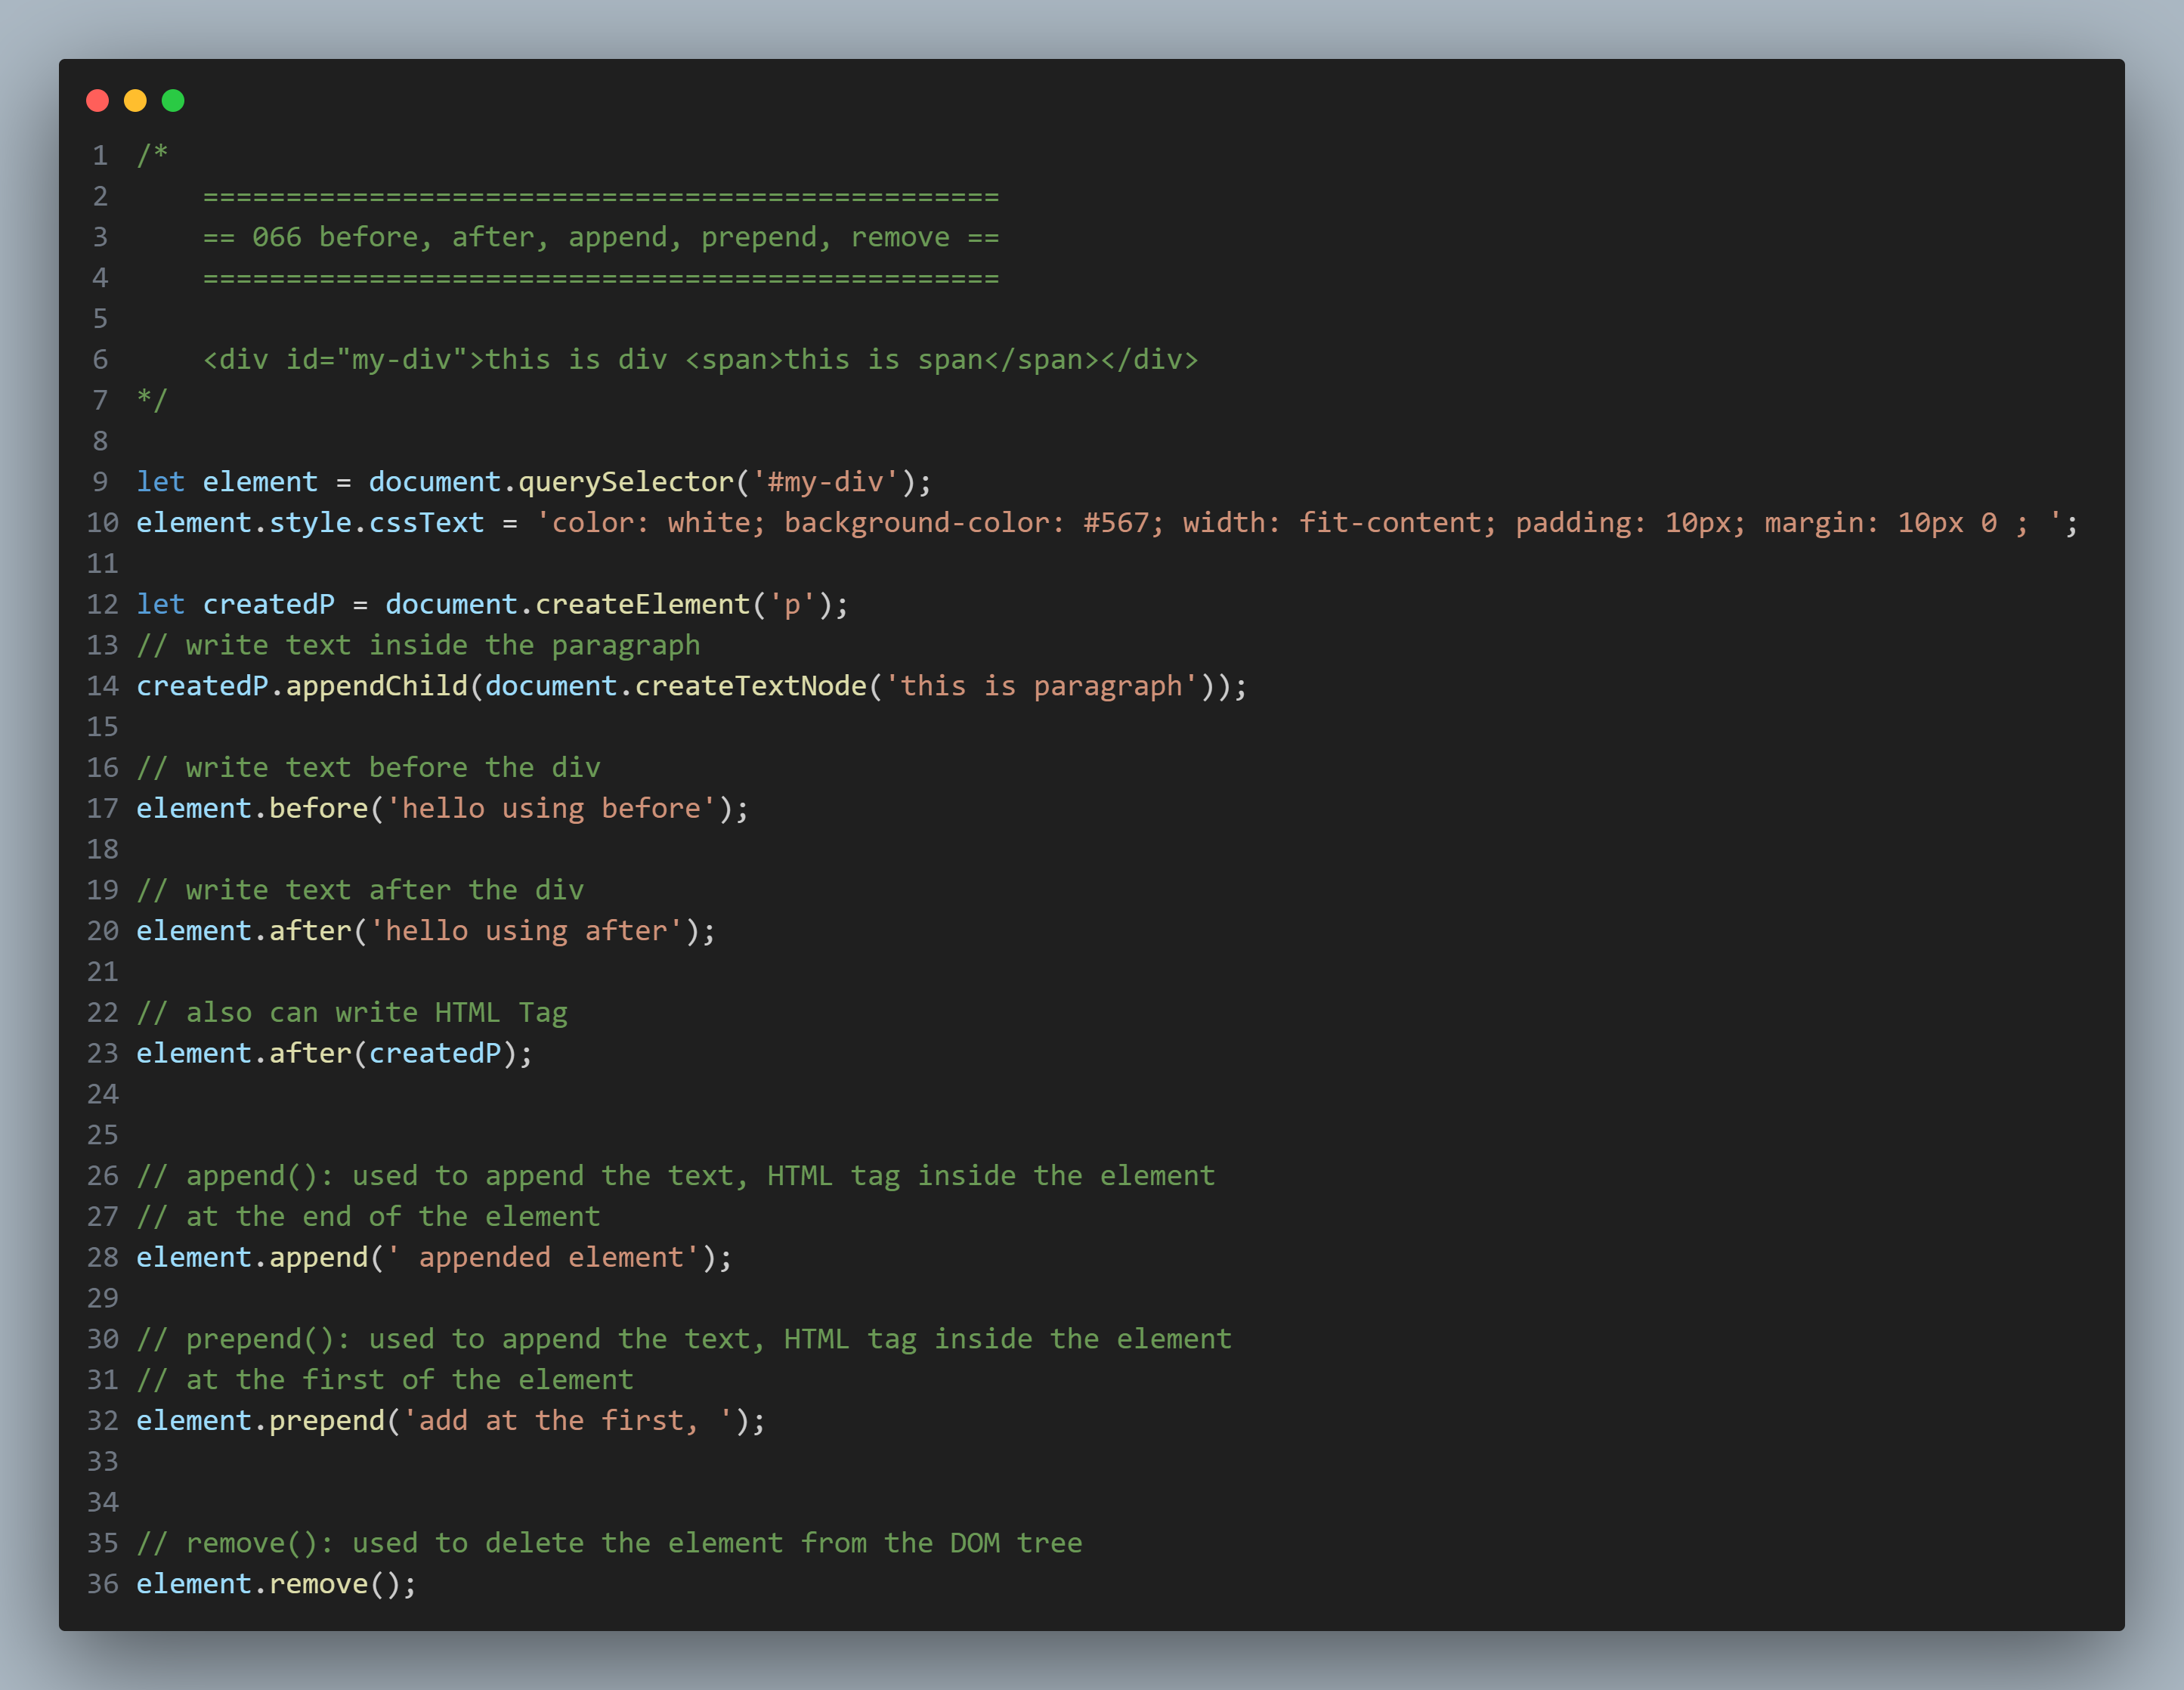 1 /*
2     ================================================
3     == 066 before, after, append, prepend, remove ==
4     ================================================
5
6     <div id="my-div">this is div <span>this is span</span></div>
7 */
8
9 let element = document.querySelector('#my-div');
10 element.style.cssText = 'color: white; background-color: #567; width: fit-content; padding: 10px; margin: 10px 0 ; ';
11
12 let createdP = document.createElement('p');
13 // write text inside the paragraph
14 createdP.appendChild(document.createTextNode('this is paragraph'));
15
16 // write text before the div
17 element.before('hello using before');
18
19 // write text after the div
20 element.after('hello using after');
21
22 // also can write HTML Tag
23 element.after(createdP);
24
25
26 // append(): used to append the text, HTML tag inside the element
27 // at the end of the element
28 element.append(' appended element');
29
30 // prepend(): used to append the text, HTML tag inside the element
31 // at the first of the element
32 element.prepend('add at the first, ');
33
34
35 // remove(): used to delete the element from the DOM tree
36 element.remove();